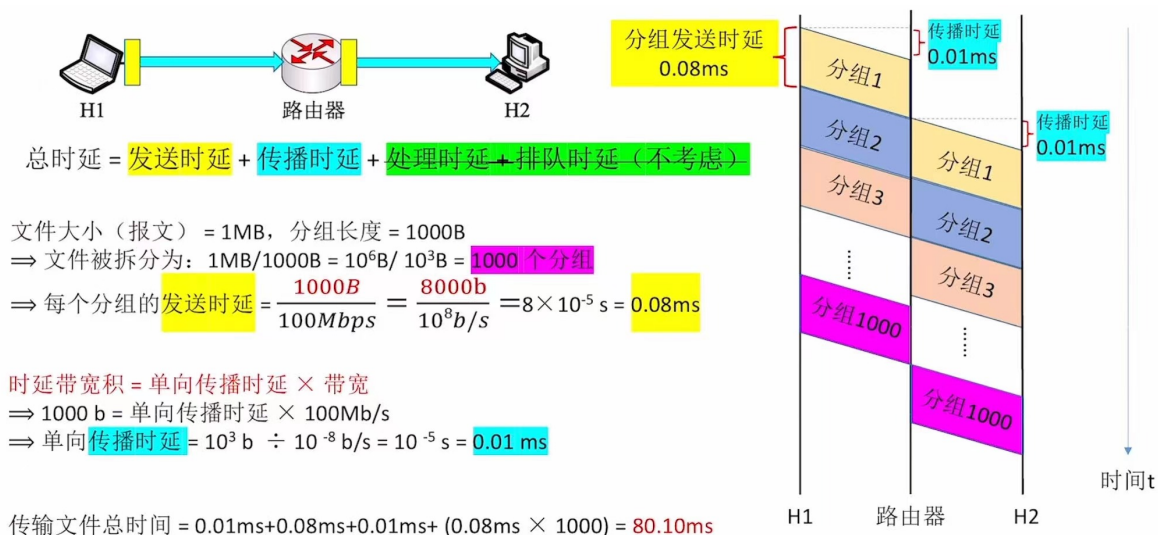 H1
路由器
H2
总时延 = 发送时延 + 传播时延 + 处理时延 + 排队时延（不考虑）
文件大小（报文）= 1MB，分组长度 = 1000B
⇒ 文件被拆分为：1MB/1000B = 10⁶B/ 10³B = 1000 个分组
⇒ 每个分组的发送时延 = 1000B/100Mbps = 8000b/10⁸b/s =8×10⁻⁵ s = 0.08ms
时延带宽积 = 单向传播时延 × 带宽
⇒ 1000 b = 单向传播时延 × 100Mb/s
⇒ 单向传播时延 = 10³ b ÷ 10⁻⁸ b/s = 10⁻⁵ s = 0.01 ms
传输文件总时间 = 0.01ms+0.08ms+0.01ms+ (0.08ms × 1000) = 80.10ms
分组发送时延
0.08ms
传播时延
0.01ms
传播时延
0.01ms
分组1
分组2
分组3
……
分组1000
分组1
分组2
分组3
……
分组1000
H1
路由器
H2
时间t